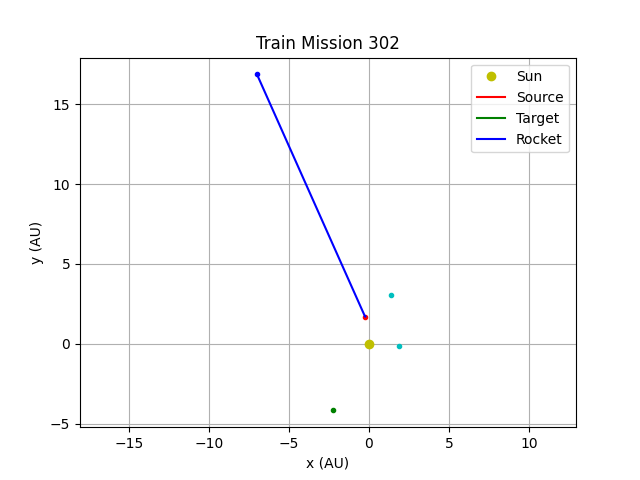 Train Mission 302
Sun
Source
Target
Rocket
15
10
5
0
−5
y (AU)
−15
−10
−5
0
5
10
x (AU)